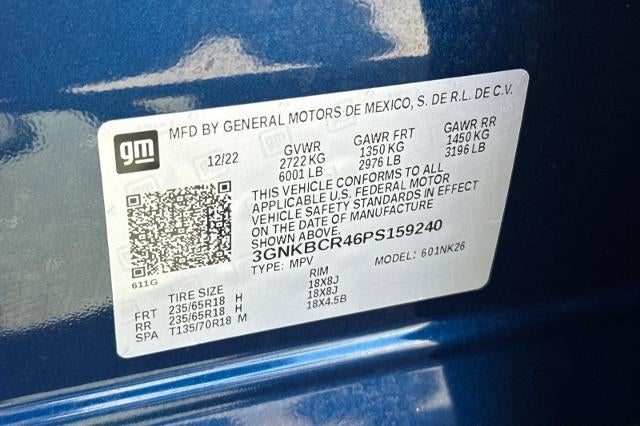 gm
MFD BY GENERAL MOTORS DE MEXICO, S. DE R.L. DE C.V.
12/22 GVWR GAWR FRT GAWR RR
2722 KG 1350 KG 1450 KG
6001 LB 2976 LB 3196 LB
THIS VEHICLE CONFORMS TO ALL
APPLICABLE U.S. FEDERAL MOTOR
VEHICLE SAFETY STANDARDS IN EFFECT
ON THE DATE OF MANUFACTURE
SHOWN ABOVE.
3GNKBCR46PS159240
TYPE: MPV MODEL: 601NK26
611G
TIRE SIZE RIM
FRT 235/65R18 H 18X8J
RR 235/65R18 H 18X8J
SPA T135/70R18 M 18X4.5B